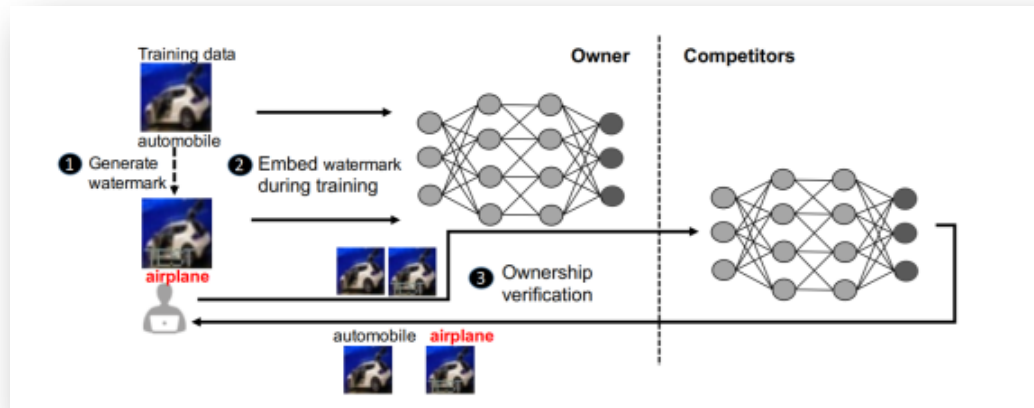 Training data
Owner
Competitors
automobile
1 Generate
watermark
2 Embed watermark
during training
airplane
3 Ownership
verification
automobile
airplane